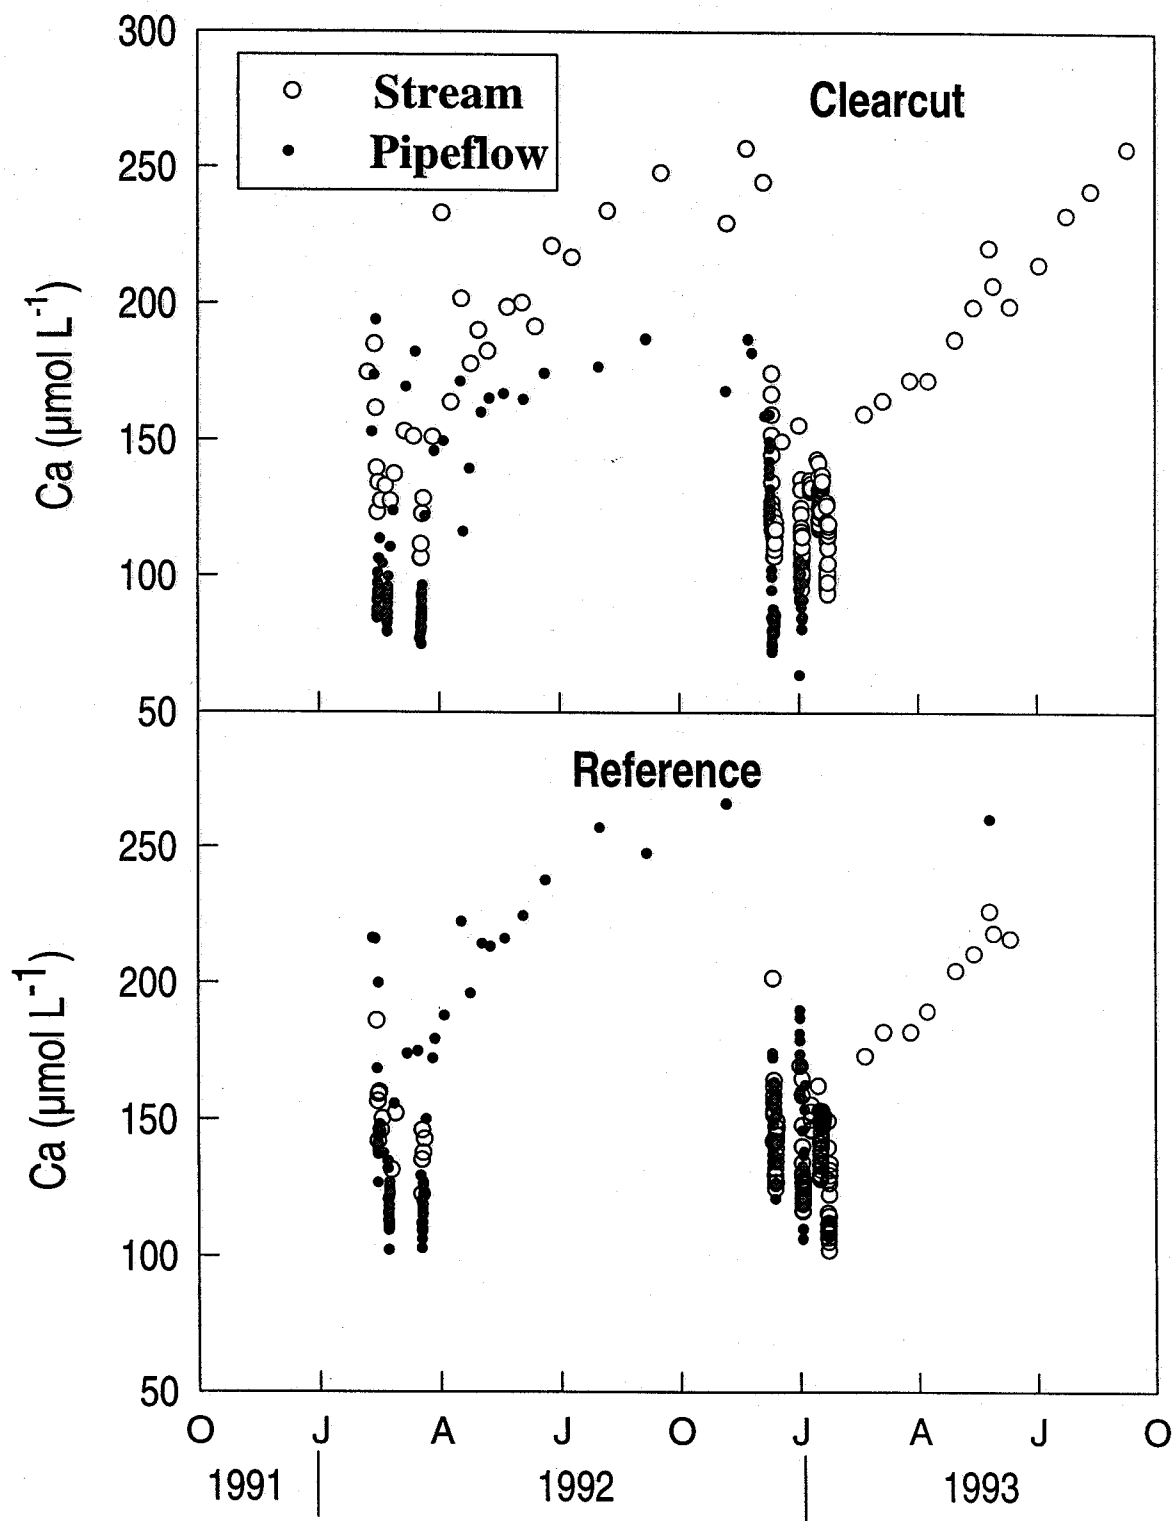 300
Stream
Clearcut
Pipeflow
250
200
Ca (µmol L⁻¹)
150
100
50
Reference
250
200
Ca (µmol L⁻¹)
150
100
50
O J A J O J A J O
1991 1992 1993